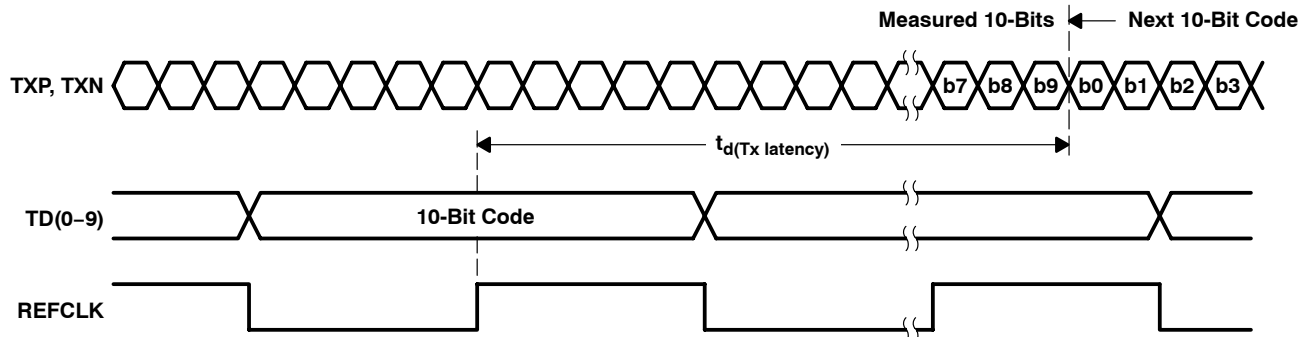 Measured 10-Bits Next 10-Bit Code
TXP, TXN b7 b8 b9 b0 b1 b2 b3
td(Tx latency)
TD(0−9) 10-Bit Code
REFCLK